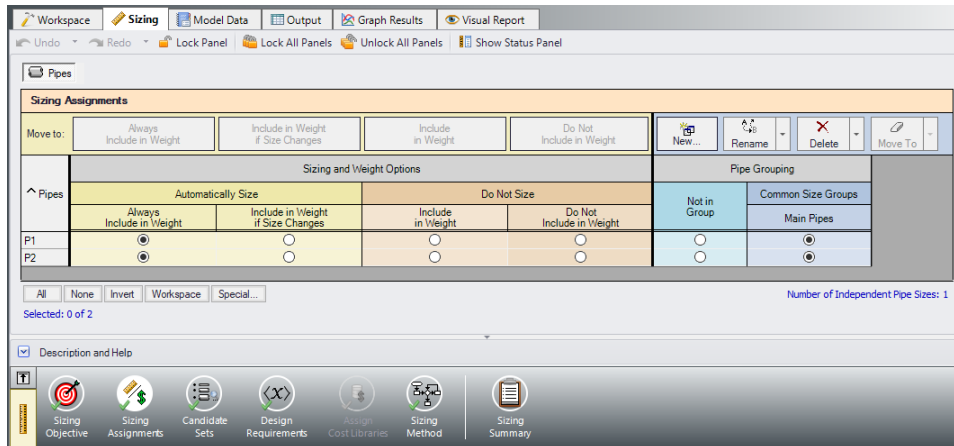 Workspace Sizing Model Data Output Graph Results Visual Report
Undo Redo Lock Panel Lock All Panels Unlock All Panels Show Status Panel
Pipes
Sizing Assignments
Move to:
Always
Include in Weight
Include in Weight
if Size Changes
Include
in Weight
Do Not
Include in Weight
New...
Rename
Delete
Move To
^ Pipes
Sizing and Weight Options
Pipe Grouping
Automatically Size
Do Not Size
Not in
Group
Common Size Groups
Always
Include in Weight
Include in Weight
if Size Changes
Include
in Weight
Do Not
Include in Weight
Main Pipes
P1
P2
All None Invert Workspace Special...
Number of Independent Pipe Sizes: 1
Selected: 0 of 2
Description and Help
Sizing
Objective
Sizing
Assignments
Candidate
Sets
Design
Requirements
Assign
Cost Libraries
Sizing
Method
Sizing
Summary